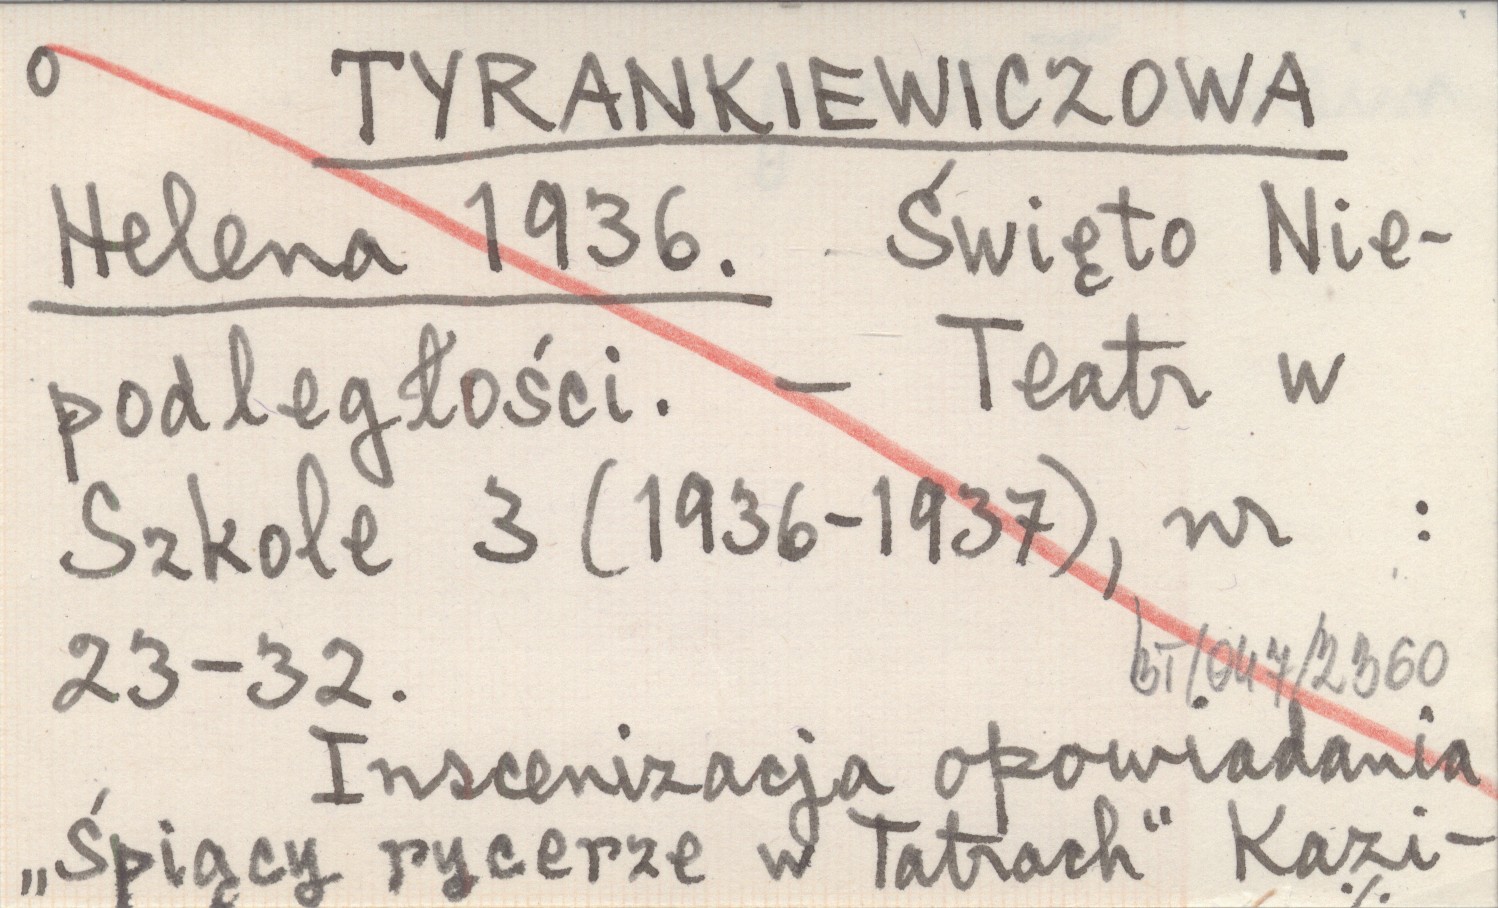 o TYRANKIEWICZOWA
Helena 1936. Święto Nie-
podległości. — Teatr w
Szkole 3 (1936-1937), nr :
23-32.
BT/047/2360
Inscenizacja opowiadania
„Śpiący rycerze w Tatrach" Kazi-
./.